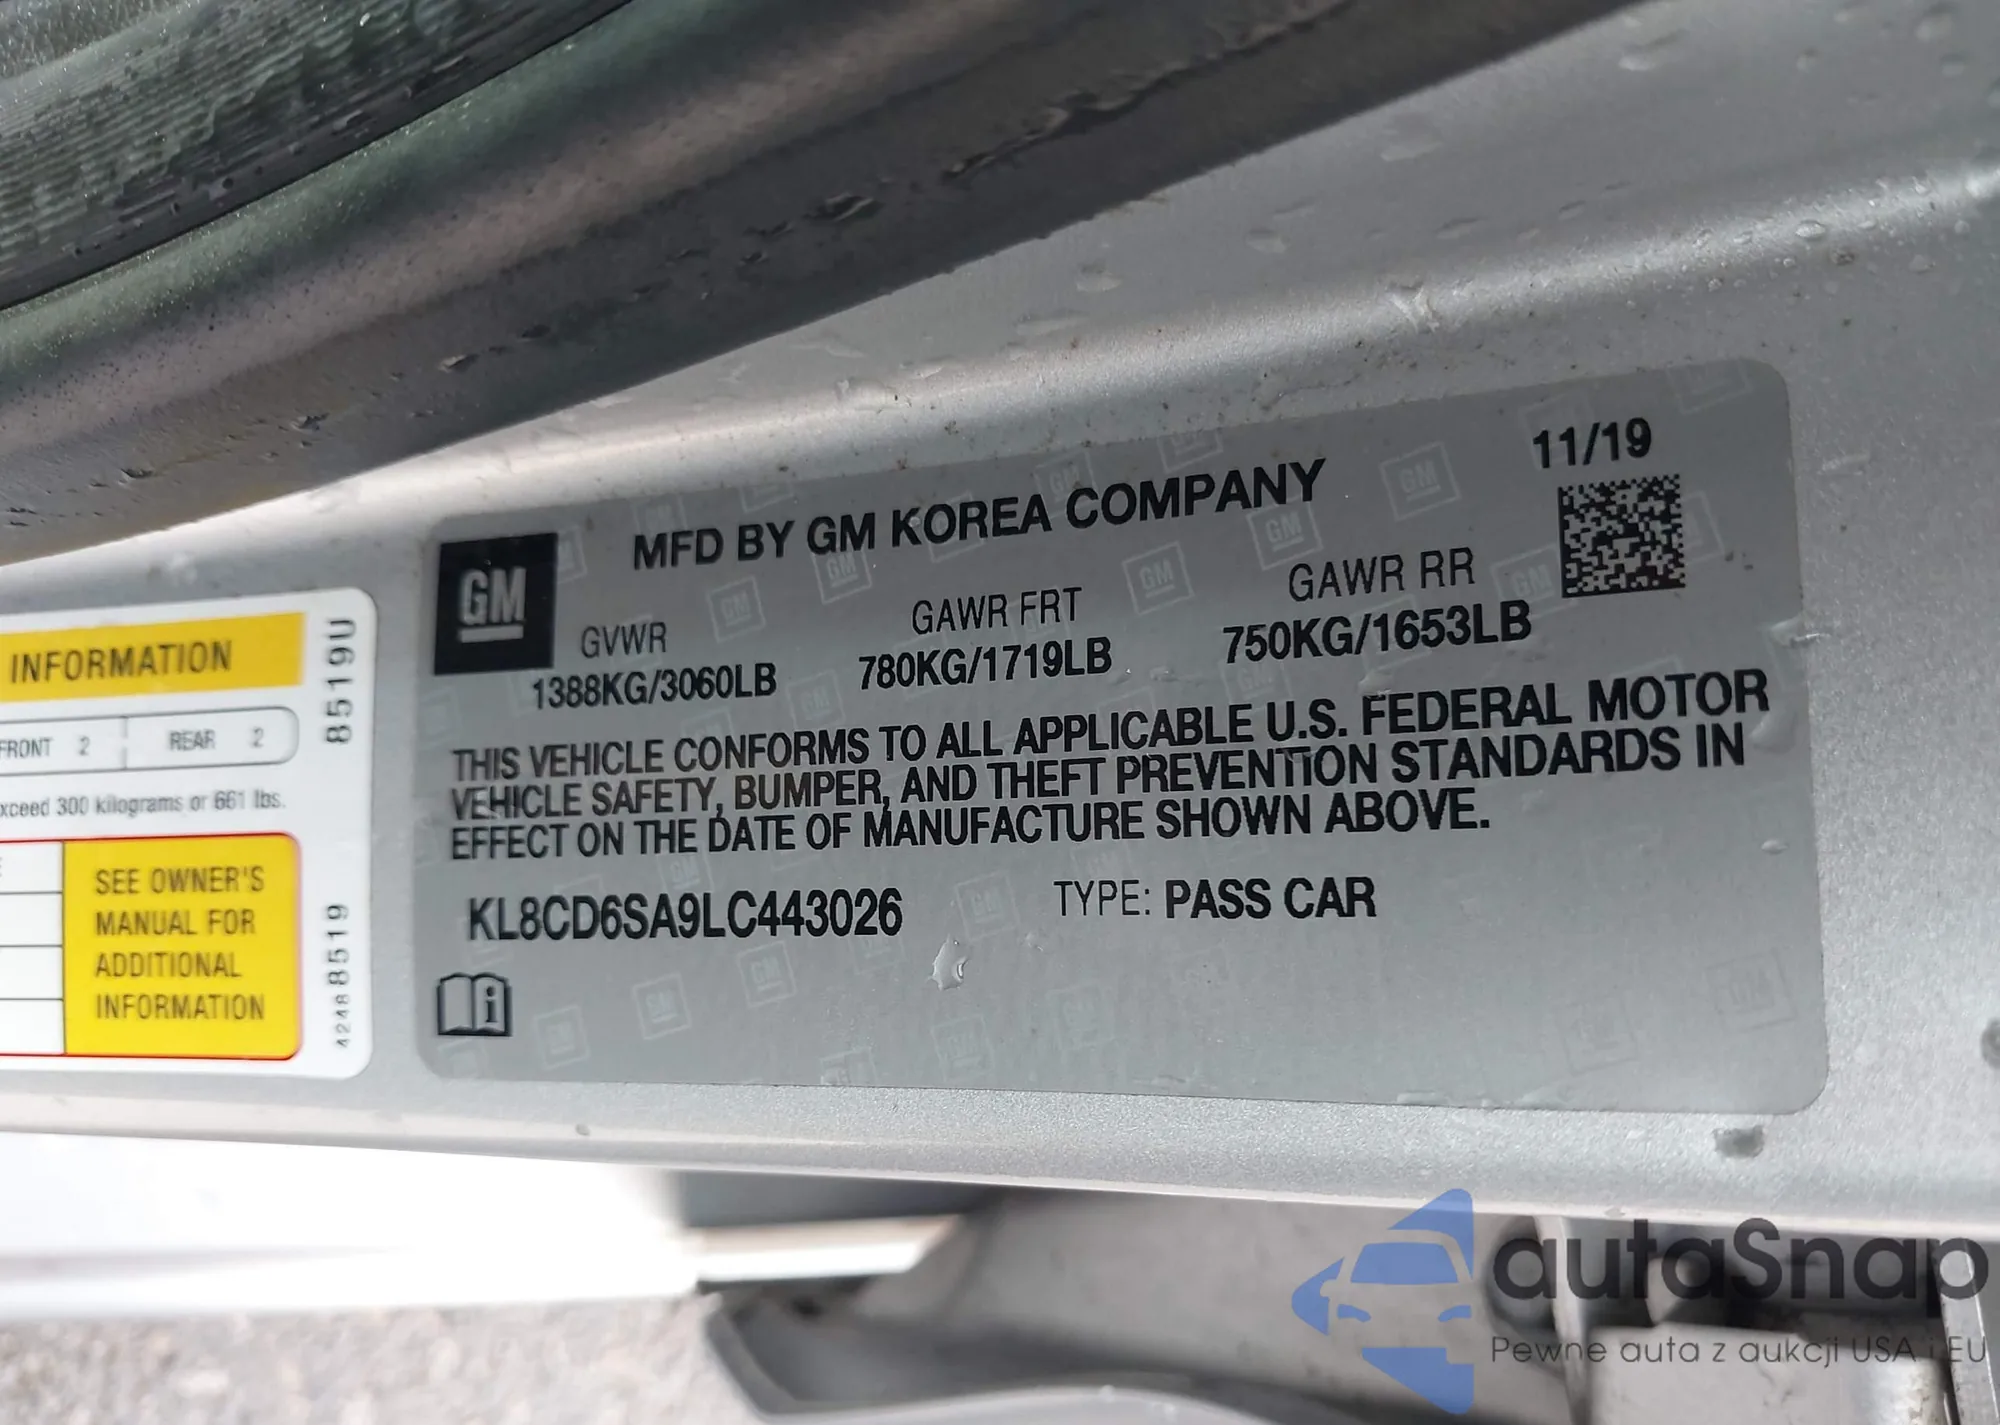 11/19
MFD BY GM KOREA COMPANY
GM
GVWR
GAWR FRT
GAWR RR
1388KG/3060LB
780KG/1719LB
750KG/1653LB
THIS VEHICLE CONFORMS TO ALL APPLICABLE U.S. FEDERAL MOTOR
VEHICLE SAFETY, BUMPER, AND THEFT PREVENTION STANDARDS IN
EFFECT ON THE DATE OF MANUFACTURE SHOWN ABOVE.
KL8CD6SA9LC443026
TYPE: PASS CAR
INFORMATION
FRONT 2
REAR 2
300 kilograms or 661 lbs.
SEE OWNER'S
MANUAL FOR
ADDITIONAL
INFORMATION
8519U
42488519
autaSnap
Pewne auta z aukcji USA i EU